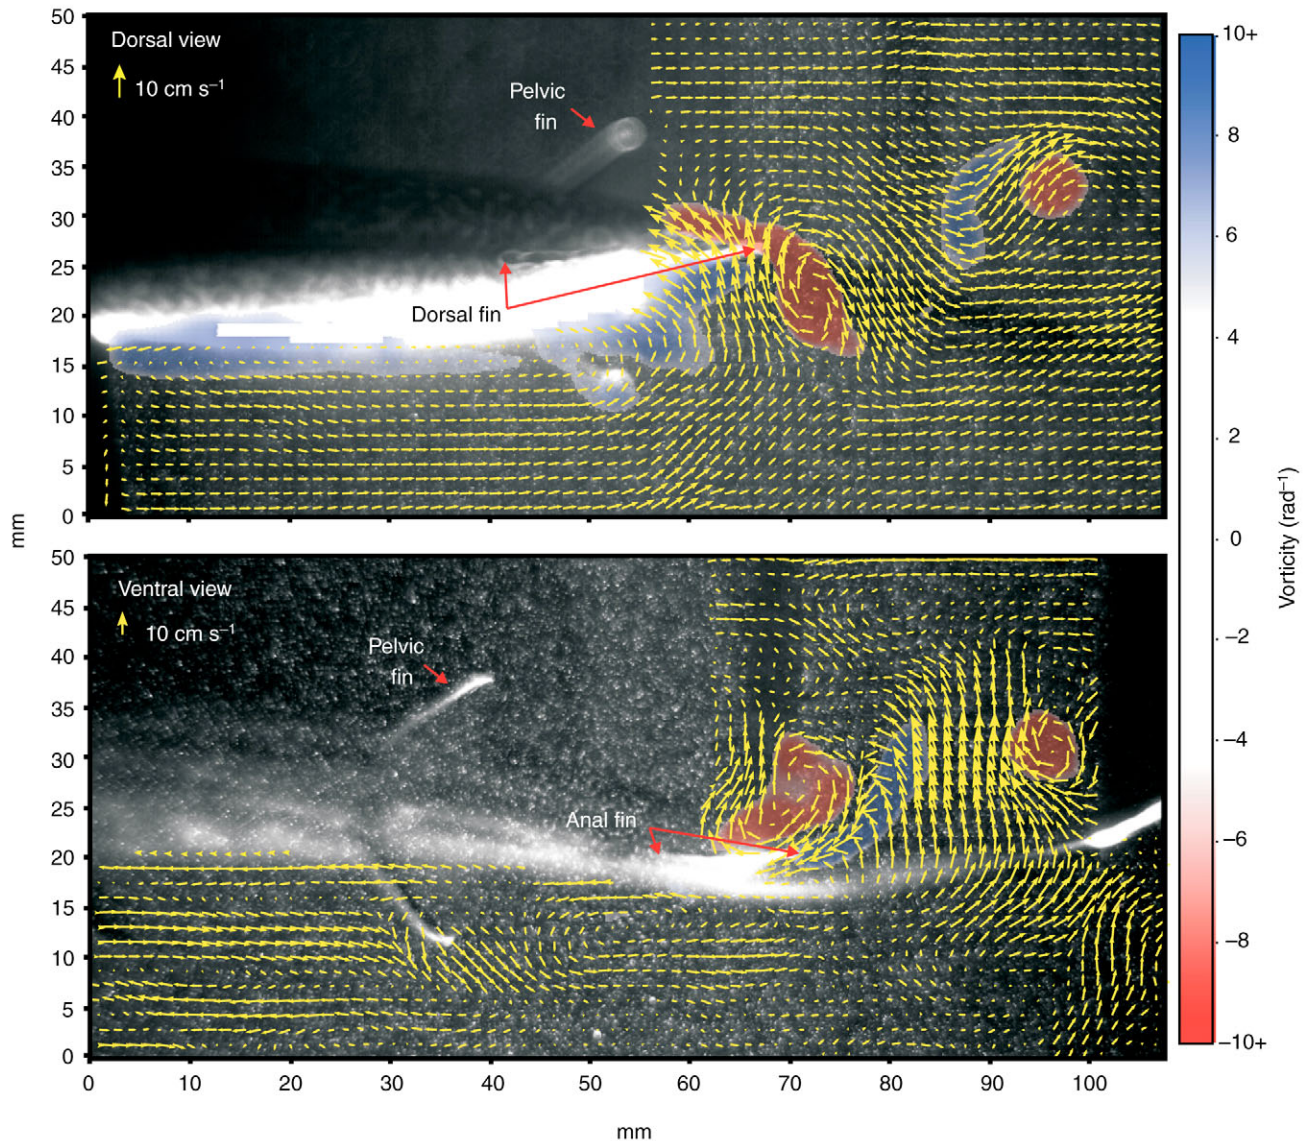 Dorsal view
10 cm s⁻¹
Pelvic
fin
Dorsal fin
50
45
40
35
30
25
20
15
10
5
0
mm
Ventral view
10 cm s⁻¹
Pelvic
fin
Anal fin
50
45
40
35
30
25
20
15
10
5
0
0 10 20 30 40 50 60 70 80 90 100
mm
10+
8
6
4
2
0
−2
−4
−6
−8
−10+
Vorticity (rad⁻¹)